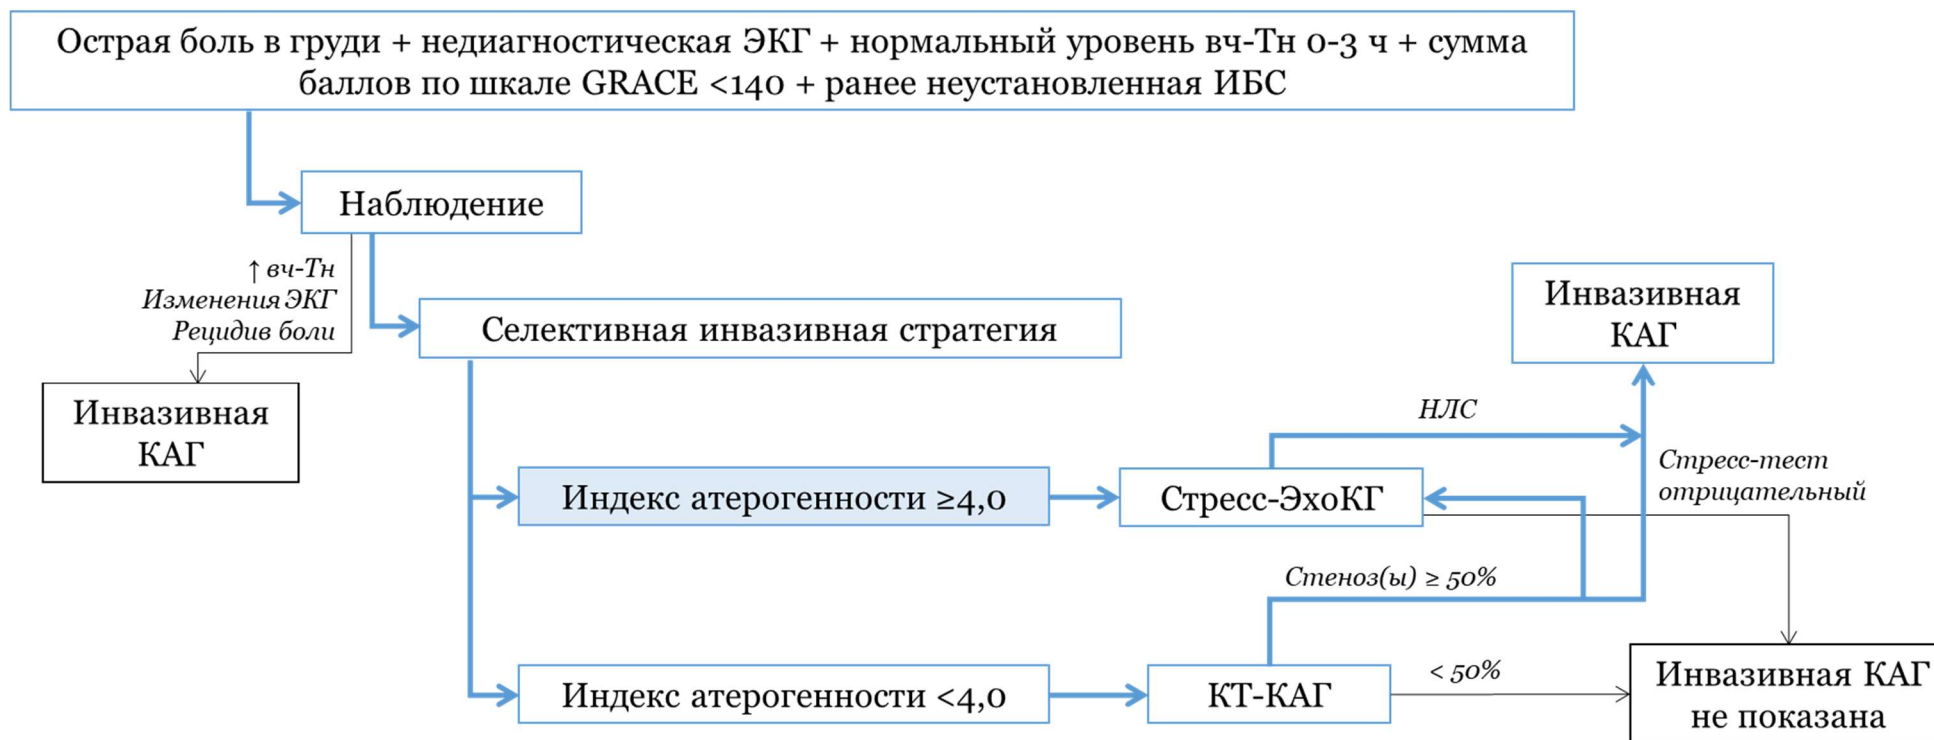 Острая боль в груди + недиагностическая ЭКГ + нормальный уровень вч-Тн 0-3 ч + сумма
баллов по шкале GRACE <140 + ранее неустановленная ИБС
Наблюдение
↑ вч-Тн
Изменения ЭКГ
Рецидив боли
Инвазивная
КАГ
Селективная инвазивная стратегия
Инвазивная
КАГ
НЛС
Стресс-тест
отрицательный
Индекс атерогенности ≥4,0
Стресс-ЭхоКГ
Стеноз(ы) ≥ 50%
Индекс атерогенности <4,0
КТ-КАГ
< 50%
Инвазивная КАГ
не показана